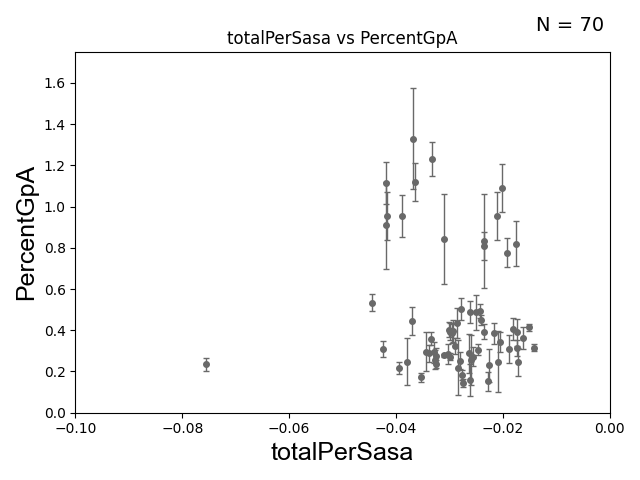 N = 70
totalPerSasa vs PercentGpA
PercentGpA
1.6
1.4
1.2
1.0
0.8
0.6
0.4
0.2
0.0
−0.10 −0.08 −0.06 −0.04 −0.02 0.00
totalPerSasa